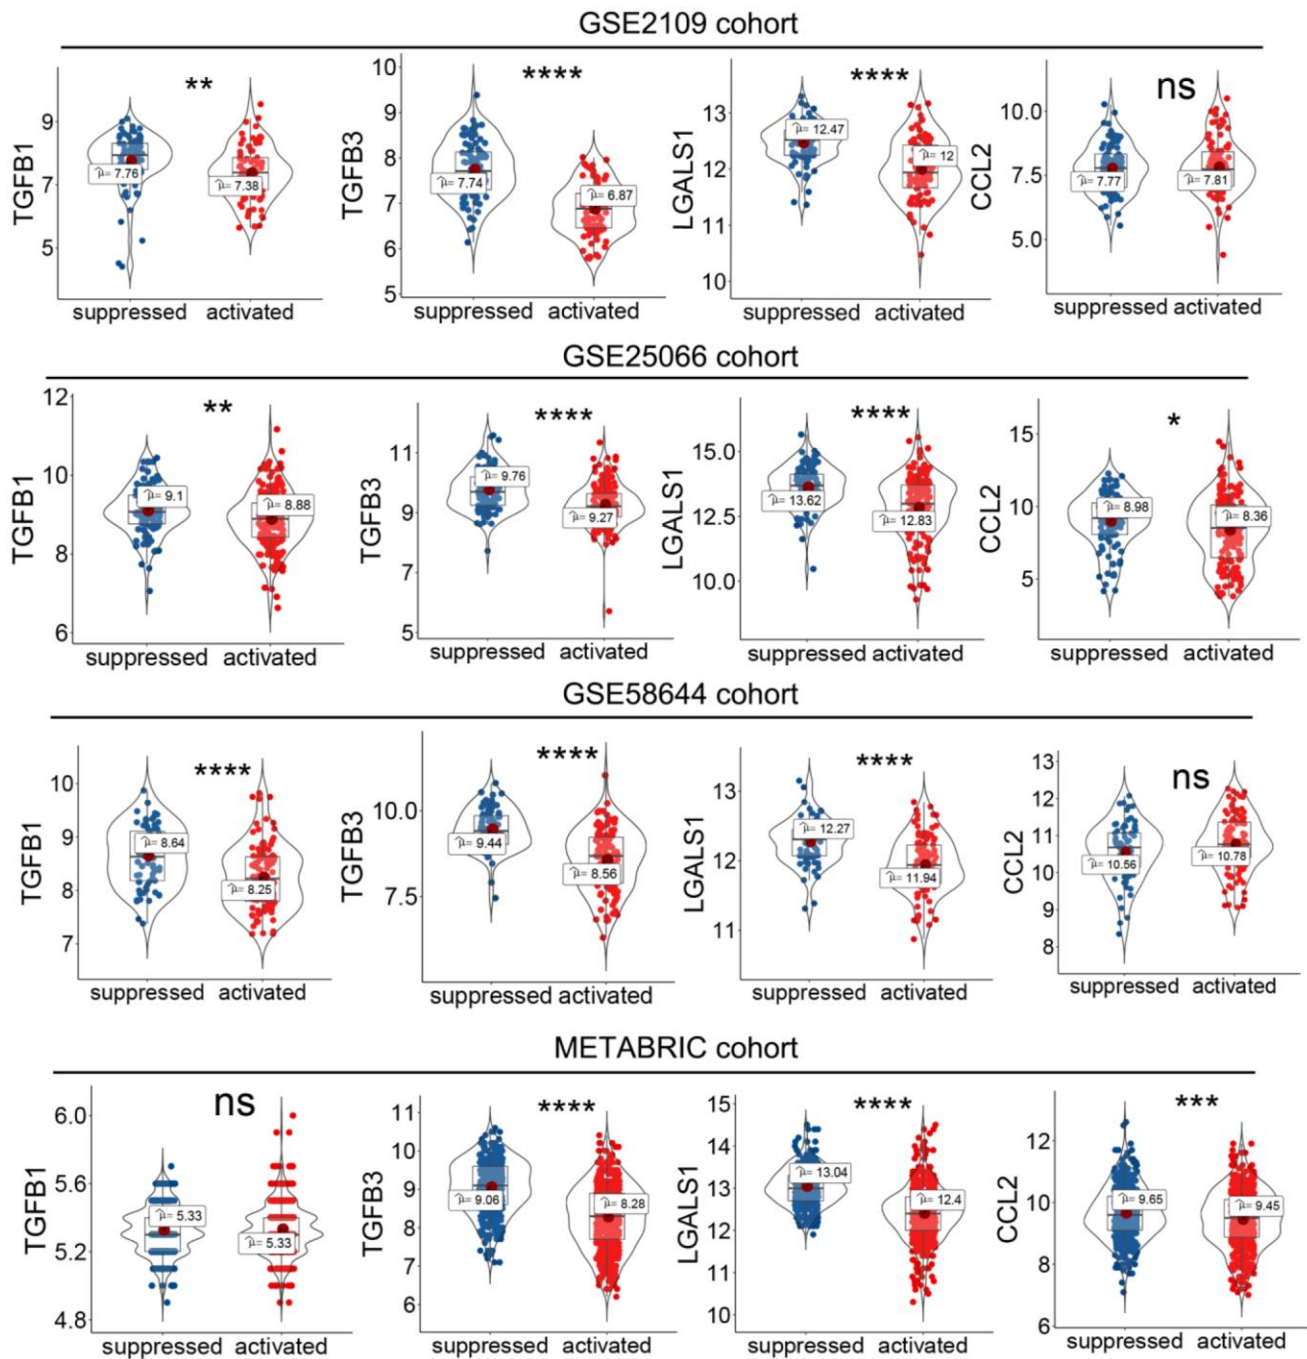 GSE2109 cohort
TGFB1
9
7
5
**
μ̂= 7.76
μ̂= 7.38
suppressed activated
TGFB3
10
9
8
7
6
5
****
μ̂= 7.74
μ̂= 6.87
suppressed activated
LGALS1
13
12
11
10
****
μ̂= 12.47
μ̂= 12
suppressed activated
CCL2
10.0
7.5
5.0
ns
μ̂= 7.77
μ̂= 7.81
suppressed activated
GSE25066 cohort
TGFB1
12
10
8
6
**
μ̂= 9.1
μ̂= 8.88
suppressed activated
TGFB3
11
9
7
5
****
μ̂= 9.76
μ̂= 9.27
suppressed activated
LGALS1
15.0
12.5
10.0
****
μ̂= 13.62
μ̂= 12.83
suppressed activated
CCL2
15
10
5
*
μ̂= 8.98
μ̂= 8.36
suppressed activated
GSE58644 cohort
TGFB1
10
9
8
7
****
μ̂= 8.64
μ̂= 8.25
suppressed activated
TGFB3
10.0
7.5
****
μ̂= 9.44
μ̂= 8.56
suppressed activated
LGALS1
13
12
11
****
μ̂= 12.27
μ̂= 11.94
suppressed activated
CCL2
13
12
11
10
9
8
ns
μ̂= 10.56
μ̂= 10.78
suppressed activated
METABRIC cohort
TGFB1
6.0
5.6
5.2
4.8
ns
μ̂= 5.33
μ̂= 5.33
suppressed activated
TGFB3
11
10
9
8
6
****
μ̂= 9.06
μ̂= 8.28
suppressed activated
LGALS1
15
14
13
12
11
10
****
μ̂= 13.04
μ̂= 12.4
suppressed activated
CCL2
12
10
8
6
***
μ̂= 9.65
μ̂= 9.45
suppressed activated